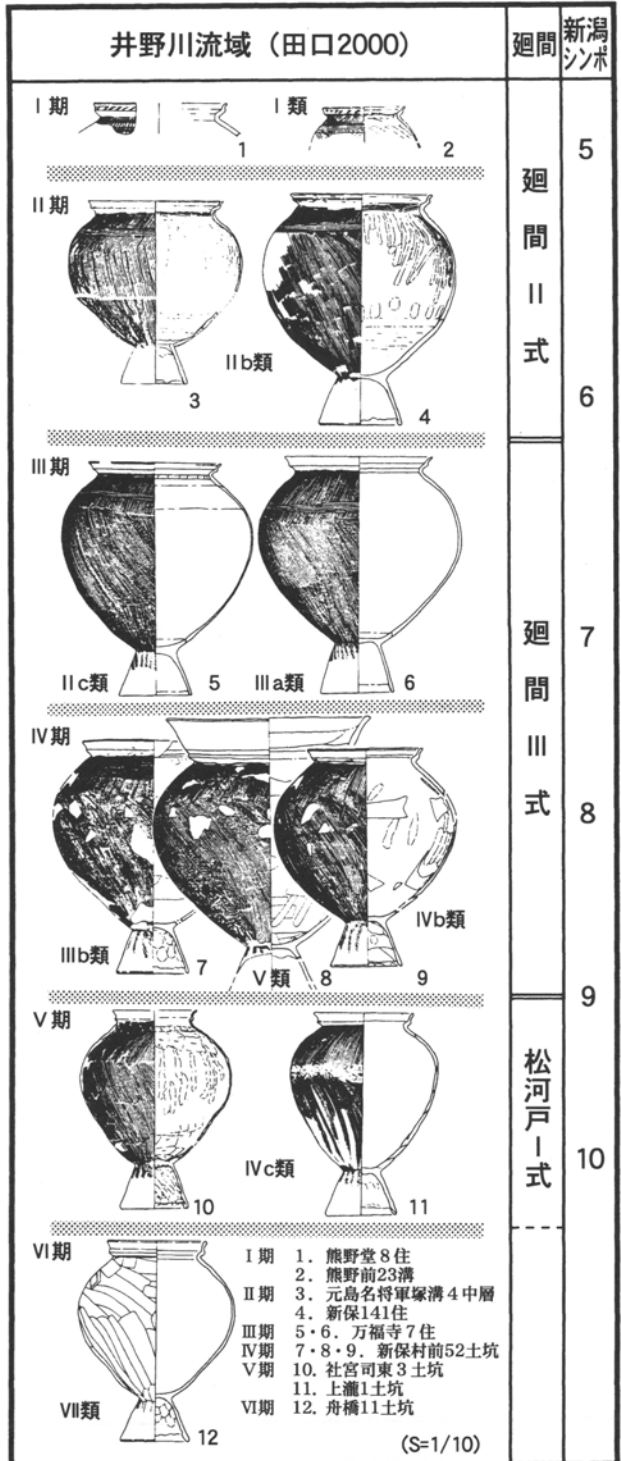 井野川流域（田口2000）
廻間
新潟シンポ
I期
I類
1
2
5
II期
廻間II式
IIb類
3
4
6
III期
IIc類
5
IIIa類
6
廻間III式
7
IV期
8
IIIb類
7
V類
8
IVb類
9
9
V期
松河戸I式
IVc類
10
11
10
VI期
VII類
12
I期 1. 熊野堂8住
2. 熊野前23溝
II期 3. 元島名将軍塚溝4中層
4. 新保141住
III期 5・6. 万福寺7住
IV期 7・8・9. 新保村前52土坑
V期 10. 社宮司東3土坑
11. 上瀧1土坑
VI期 12. 舟橋11土坑
(S=1/10)